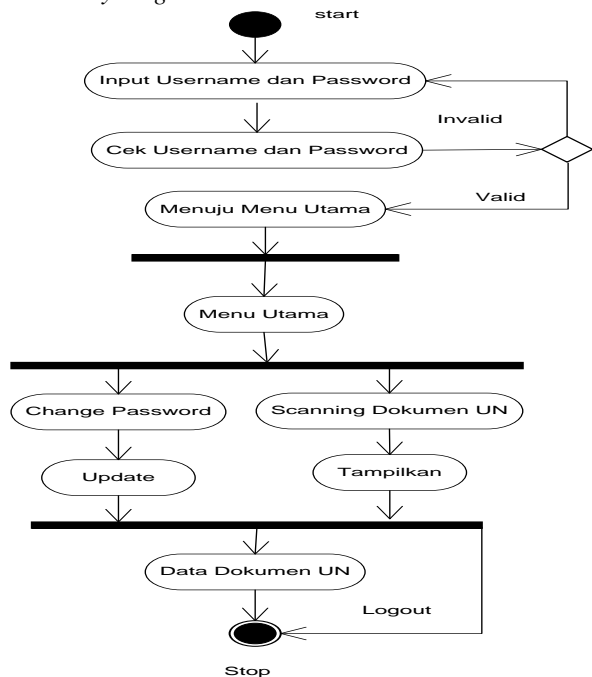 start
Input Username dan Password
Invalid
Cek Username dan Password
Valid
Menuju Menu Utama
Menu Utama
Change Password
Scanning Dokumen UN
Update
Tampilkan
Data Dokumen UN
Logout
Stop